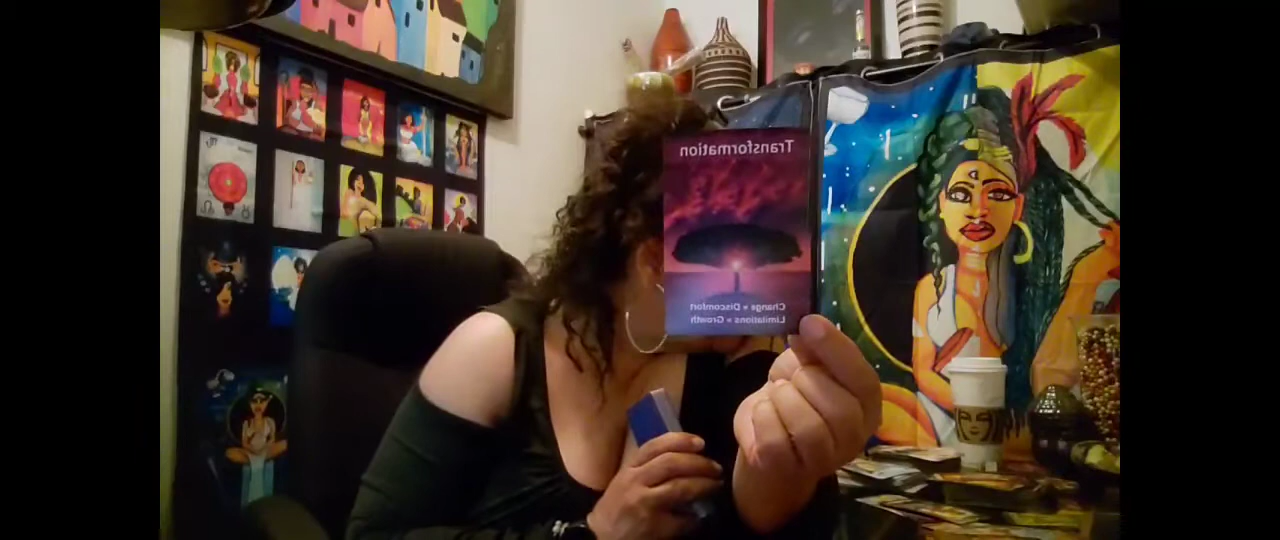 Transformation
Change » Discomfort
Limitations » Growth